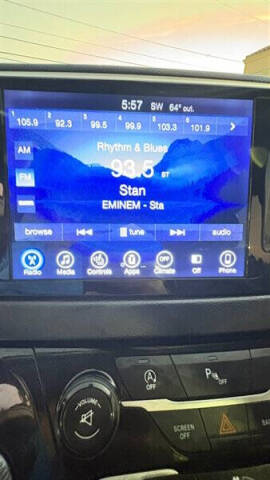 5:57 SW 64° out.
1 2 3 4 5 6
105.9 92.3 99.5 99.9 103.3 101.9
AM
Rhythm & Blues
93.5 ST
FM
Stan
EMINEM - Sta
browse tune audio
Radio Media Controls Apps Climate Off Phone
OFF
OFF
P
VOLUME
SCREEN
OFF